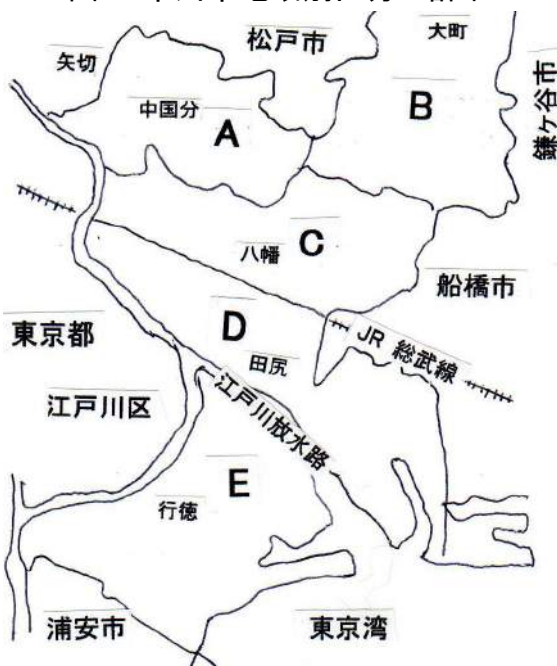 松戸市
大町
矢切
鎌ヶ谷市
中国分
A
B
八幡
C
船橋市
東京都
D
JR 総武線
田尻
江戸川区
江戸川放水路
E
行徳
浦安市
東京湾